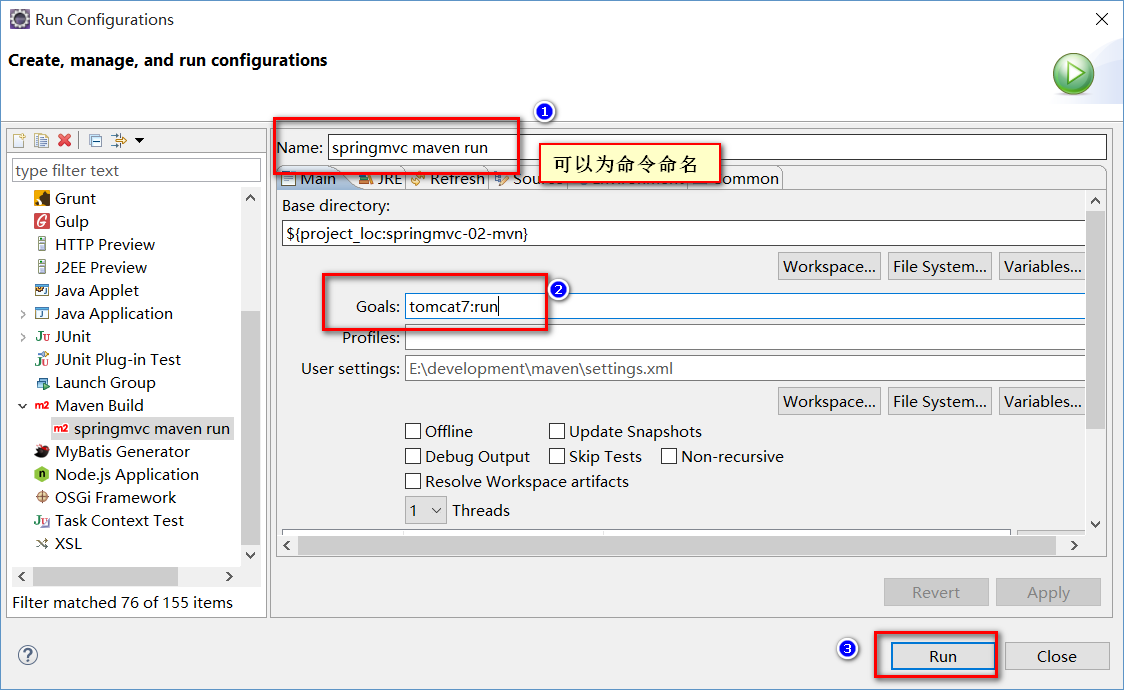 Run Configurations
Create, manage, and run configurations
1
Name: springmvc maven run
可以为命令命名
type filter text
Main JRE Refresh Common
Grunt
Gulp
HTTP Preview
J2EE Preview
Java Applet
Java Application
JUnit
JUnit Plug-in Test
Launch Group
Maven Build
m2 springmvc maven run
MyBatis Generator
Node.js Application
OSGi Framework
Task Context Test
XSL
Filter matched 76 of 155 items
Base directory:
${project_loc:springmvc-02-mvn}
Workspace... File System... Variables...
2
Goals: tomcat7:run
Profiles:
User settings: E:\development\maven\settings.xml
Workspace... File System... Variables...
Offline Update Snapshots
Debug Output Skip Tests Non-recursive
Resolve Workspace artifacts
1 Threads
Revert Apply
3
Run Close